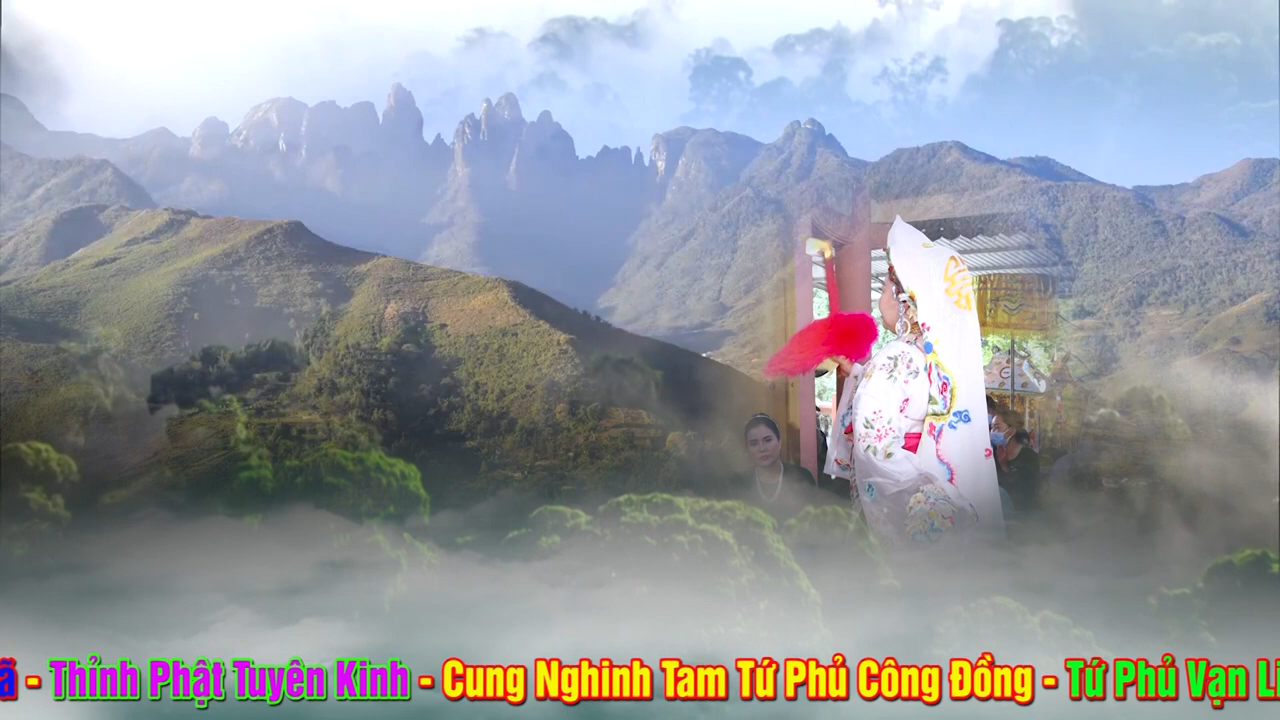 - Thỉnh Phật Tuyên Kinh - Cung Nghinh Tam Tứ Phủ Công Đồng - Tứ Phủ Vạn